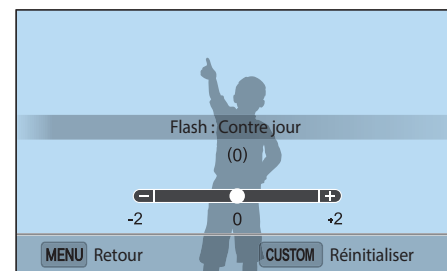 Flash : Contre jour
(0)
-2 0 +2
MENU Retour CUSTOM Réinitialiser